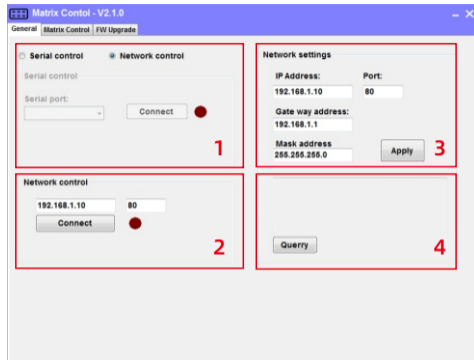 Matrix Contol - V2.1.0
General Matrix Control FW Upgrade
Serial control Network control
Serial control
Serial port:
Connect
1
Network control
192.168.1.10 80
Connect
2
Network settings
IP Address: Port:
192.168.1.10 80
Gate way address:
192.168.1.1
Mask address
255.255.255.0
Apply
3
Querry
4